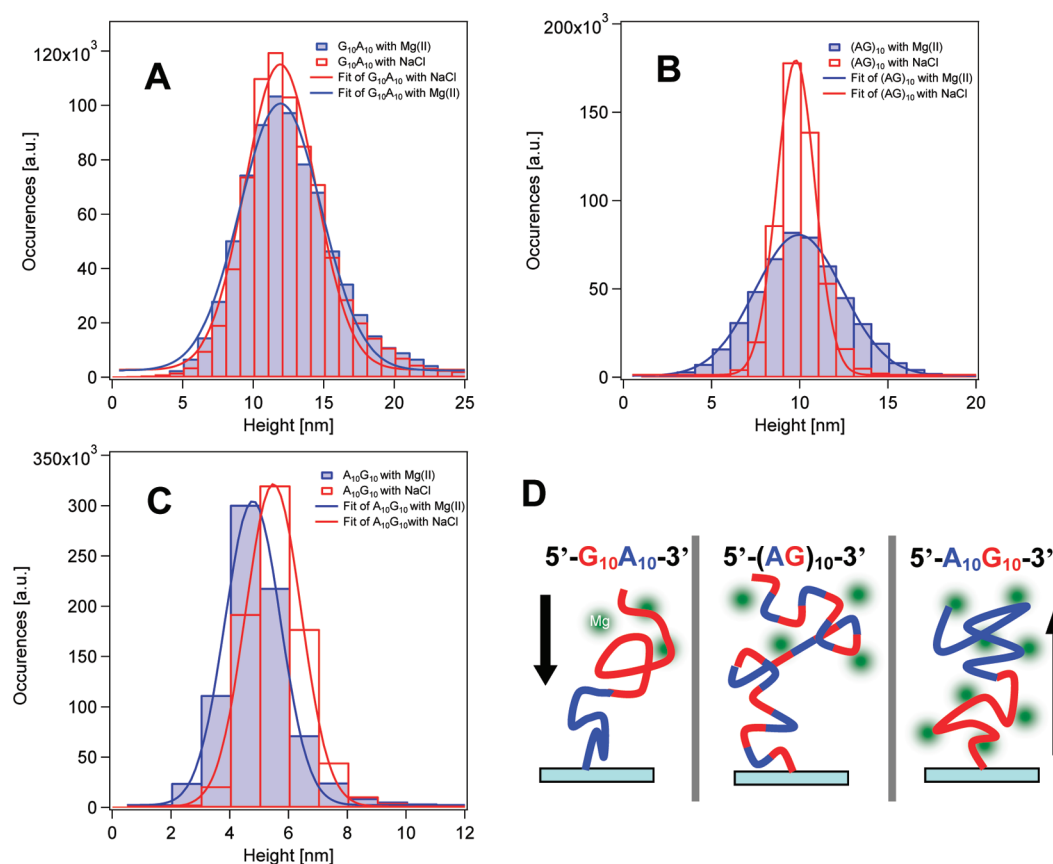 A
120x10³
100
80
60
40
20
0
Occurences [a.u.]
G₁₀A₁₀ with Mg(II)
G₁₀A₁₀ with NaCl
Fit of G₁₀A₁₀ with NaCl
Fit of G₁₀A₁₀ with Mg(II)
0 5 10 15 20 25
Height [nm]
B
200x10³
150
100
50
0
Occurences [a.u.]
(AG)₁₀ with Mg(II)
(AG)₁₀ with NaCl
Fit of (AG)₁₀ with Mg(II)
Fit of (AG)₁₀ with NaCl
0 5 10 15 20
Height [nm]
C
350x10³
300
250
200
150
100
50
0
Occurences [a.u.]
A₁₀G₁₀ with Mg(II)
A₁₀G₁₀ with NaCl
Fit of A₁₀G₁₀ with Mg(II)
Fit of A₁₀G₁₀with NaCl
0 2 4 6 8 10 12
Height [nm]
D
5’-G₁₀A₁₀-3’
5’-(AG)₁₀-3’
5’-A₁₀G₁₀-3’
Mg